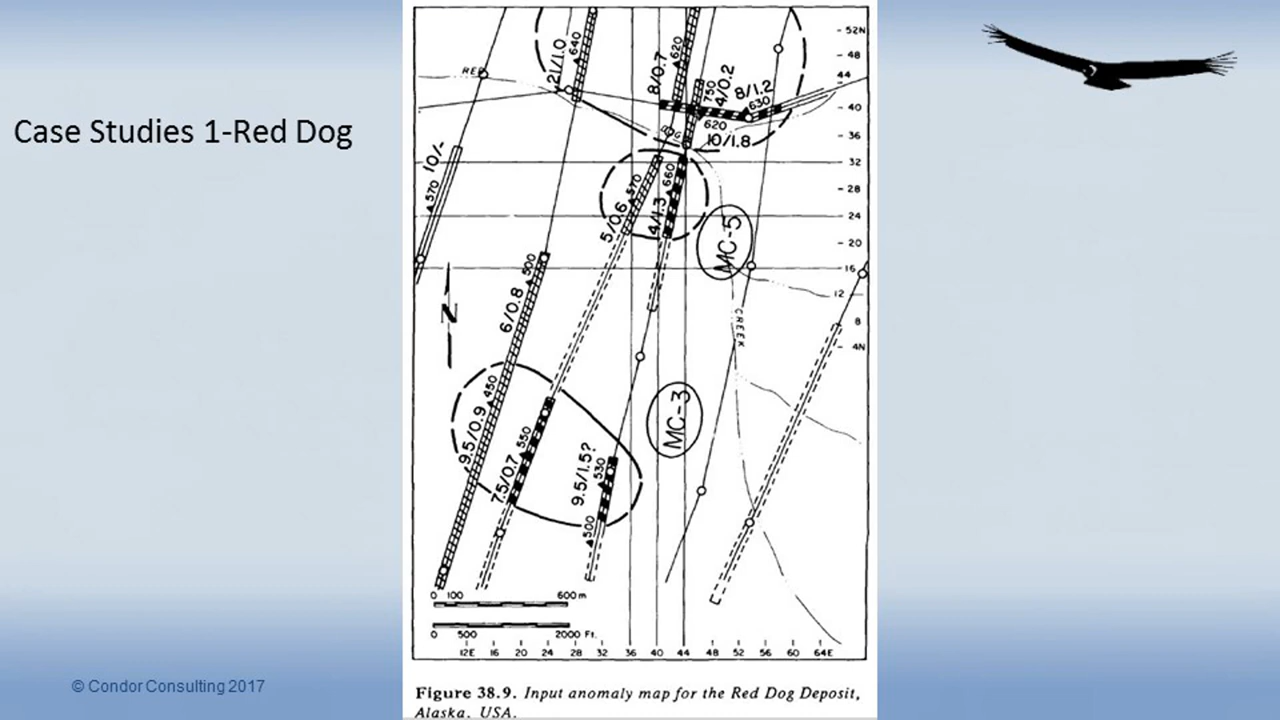 Case Studies 1-Red Dog
52N
48
44
40
36
32
28
24
20
16
12
8
4N
RED
DOG
CREEK
21/1.0
640
8/0.7
620
750
4/0.2
8/1.2
630
620
10/1.8
10/-
570
5/0.6
570
4/1.3
660
MC-5
N
6/0.8
500
9.5/0.9
450
7.5/0.7
550
9.5/1.5?
530
500
MC-3
0 100 600 m
0 500 2000 Ft.
12E 16 20 24 28 32 36 40 44 48 52 56 60 64E
Figure 38.9. Input anomaly map for the Red Dog Deposit,
Alaska. USA.
© Condor Consulting 2017